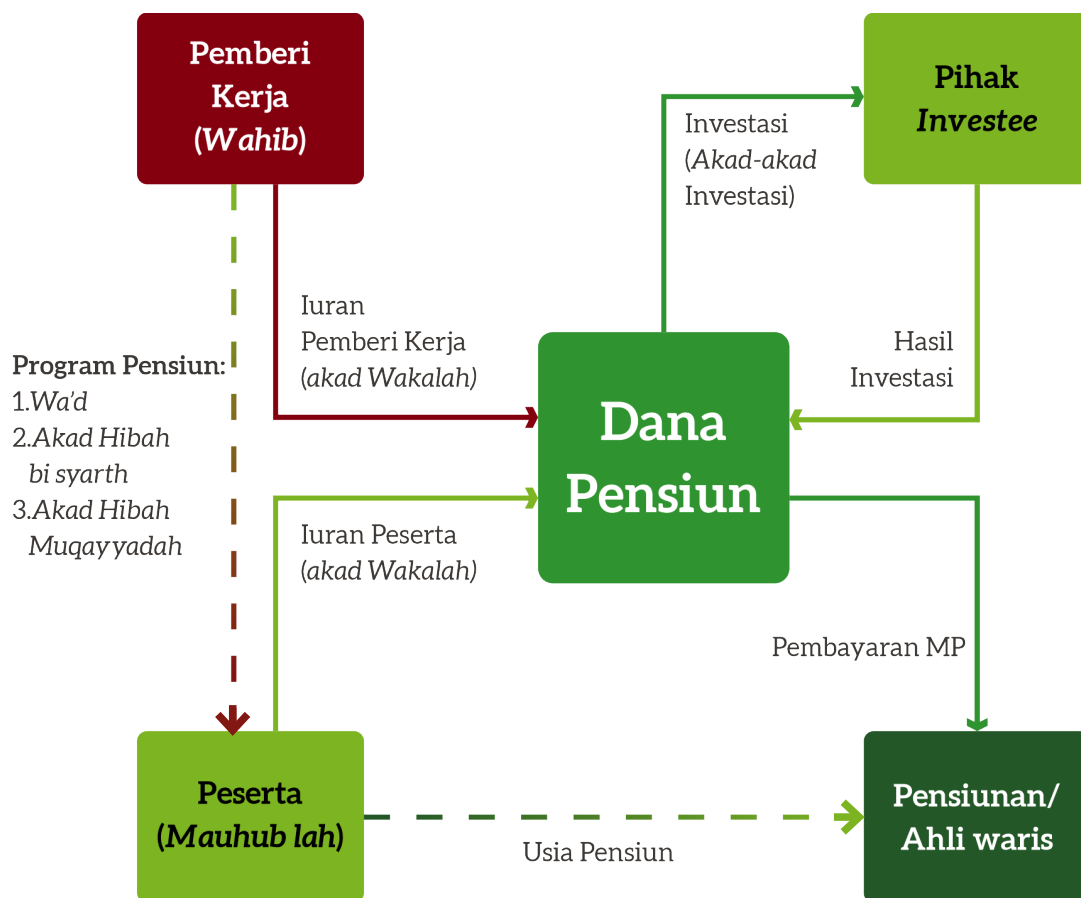 Pemberi
Kerja
(Wahib)
Pihak
Investee
Investasi
(Akad-akad
Investasi)
Iuran
Pemberi Kerja
(akad Wakalah)
Hasil
Investasi
Program Pensiun:
1.Wa'd
2.Akad Hibah
bi syarth
3.Akad Hibah
Muqayyadah
Dana
Pensiun
Iuran Peserta
(akad Wakalah)
Pembayaran MP
Peserta
(Mauhub lah)
Usia Pensiun
Pensiunan/
Ahli waris